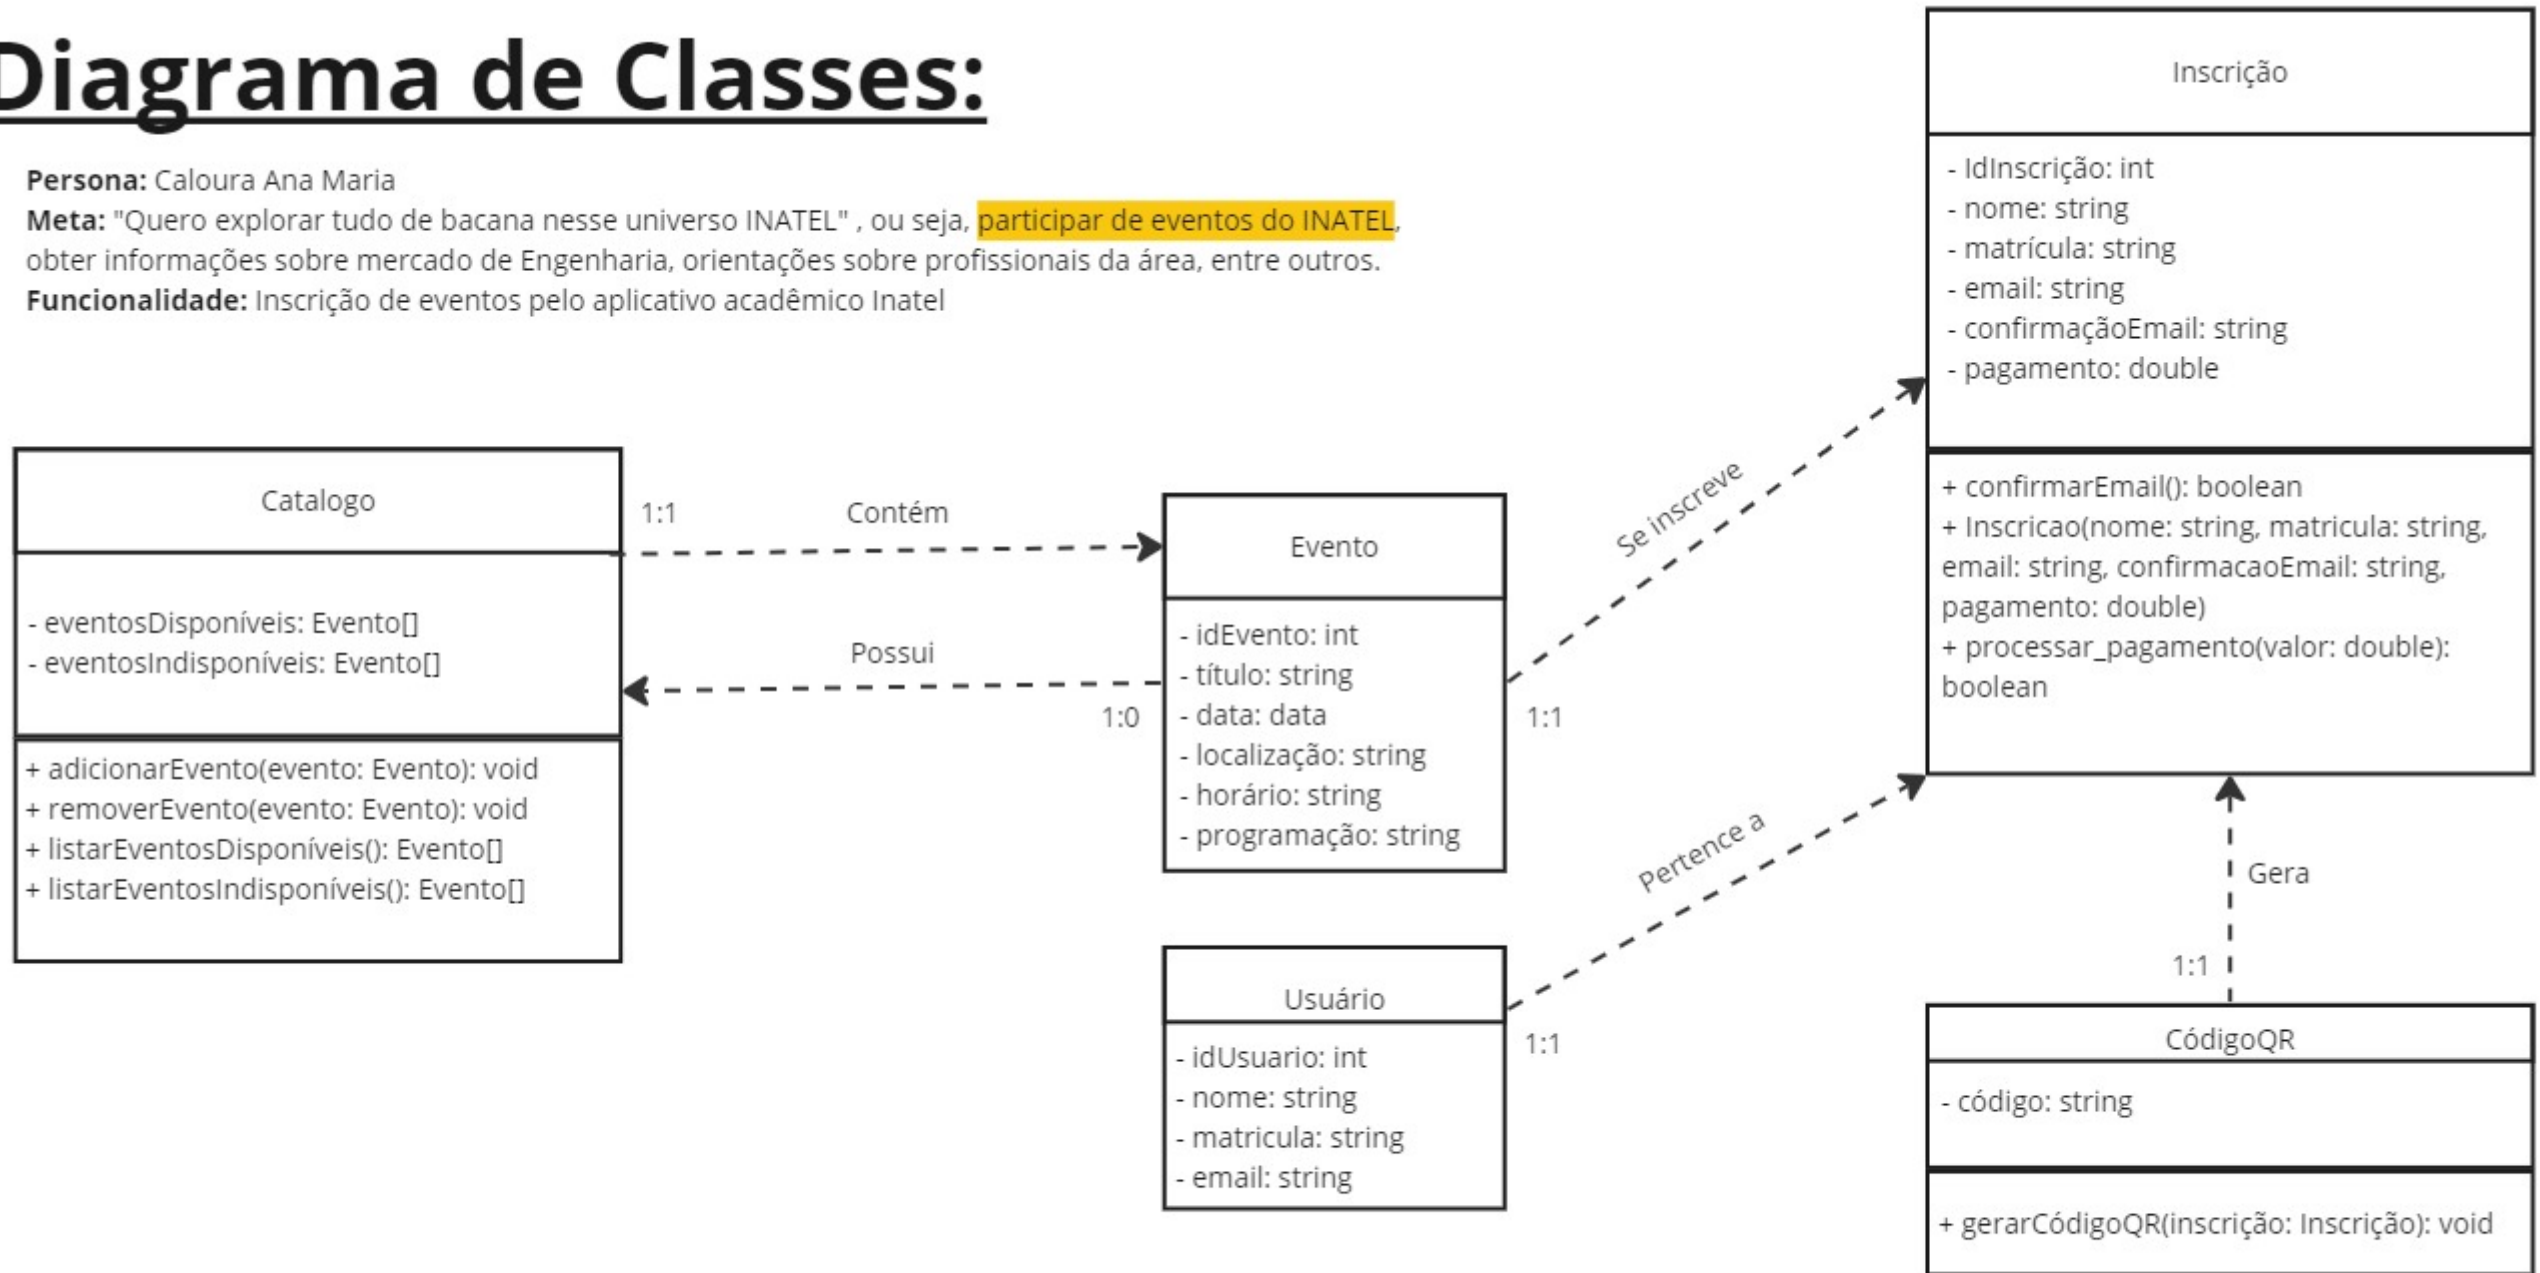 Diagrama de Classes:
Persona: Caloura Ana Maria
Meta: "Quero explorar tudo de bacana nesse universo INATEL" , ou seja, participar de eventos do INATEL,
obter informações sobre mercado de Engenharia, orientações sobre profissionais da área, entre outros.
Funcionalidade: Inscrição de eventos pelo aplicativo acadêmico Inatel
Catalogo
- eventosDisponíveis: Evento[]
- eventosIndisponíveis: Evento[]
+ adicionarEvento(evento: Evento): void
+ removerEvento(evento: Evento): void
+ listarEventosDisponíveis(): Evento[]
+ listarEventosIndisponíveis(): Evento[]
1:1
Contém
Possui
1:0
Evento
- idEvento: int
- título: string
- data: data
- localização: string
- horário: string
- programação: string
Se inscreve
1:1
Usuário
- idUsuario: int
- nome: string
- matricula: string
- email: string
Pertence a
1:1
Inscrição
- IdInscrição: int
- nome: string
- matrícula: string
- email: string
- confirmaçãoEmail: string
- pagamento: double
+ confirmarEmail(): boolean
+ Inscricao(nome: string, matricula: string,
email: string, confirmacaoEmail: string,
pagamento: double)
+ processar_pagamento(valor: double):
boolean
Gera
1:1
CódigoQR
- código: string
+ gerarCódigoQR(inscrição: Inscrição): void